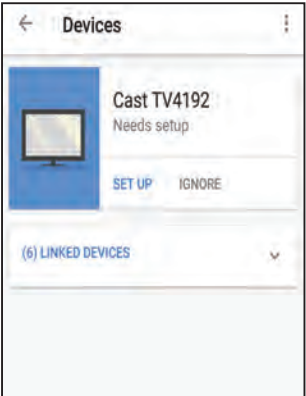 Devices
Cast TV4192
Needs setup
SET UP IGNORE
(6) LINKED DEVICES